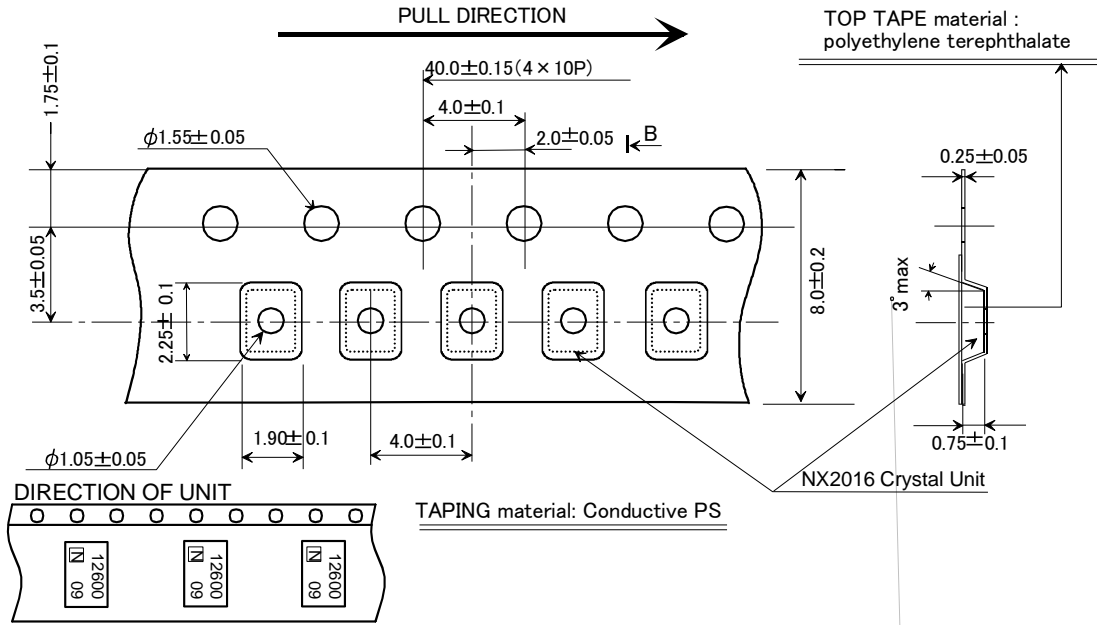 PULL DIRECTION
TOP TAPE material :
polyethylene terephthalate
1.75±0.1
40.0±0.15(4×10P)
4.0±0.1
φ1.55±0.05
2.0±0.05
B
0.25±0.05
3.5±0.05
8.0±0.2
3°max
2.25±0.1
1.90±0.1
4.0±0.1
0.75±0.1
φ1.05±0.05
NX2016 Crystal Unit
DIRECTION OF UNIT
TAPING material: Conductive PS
12600
N 09
12600
N 09
12600
N 09